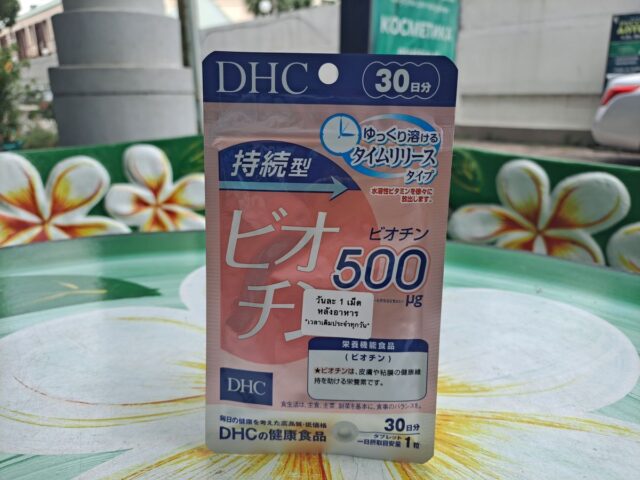 КОСМЕТИКА
DHC
30日分
ゆっくり溶ける
タイムリリース
タイプ
水溶性ビタミンを徐々に
放出します。
持続型
ビオチン
ビオチン
500
μg
วันละ 1 เม็ด
หลังอาหาร
"เวลาเดิมประจำทุกวัน"
栄養機能食品
(ビオチン)
★ビオチンは、皮膚や粘膜の健康維
持を助ける栄養素です。
DHC
食生活は、主食、主菜、副菜を基本に、食事のバランスを。
毎日の健康を考えた高品質・低価格
DHCの健康食品
30日分
タブレット
一日摂取目安量1粒